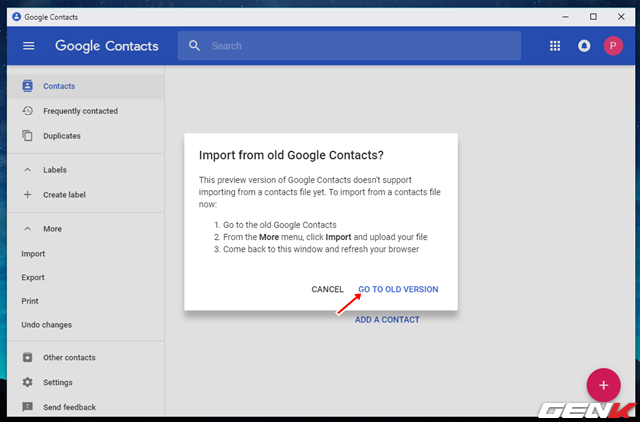 Google Contacts
Google Contacts
Search
P
Contacts
Frequently contacted
Duplicates
Labels
Create label
More
Import
Export
Print
Undo changes
Other contacts
Settings
Send feedback
Import from old Google Contacts?
This preview version of Google Contacts doesn't support
importing from a contacts file yet. To import from a contacts file
now:
1. Go to the old Google Contacts
2. From the More menu, click Import and upload your file
3. Come back to this window and refresh your browser
CANCEL GO TO OLD VERSION
ADD A CONTACT
GENK